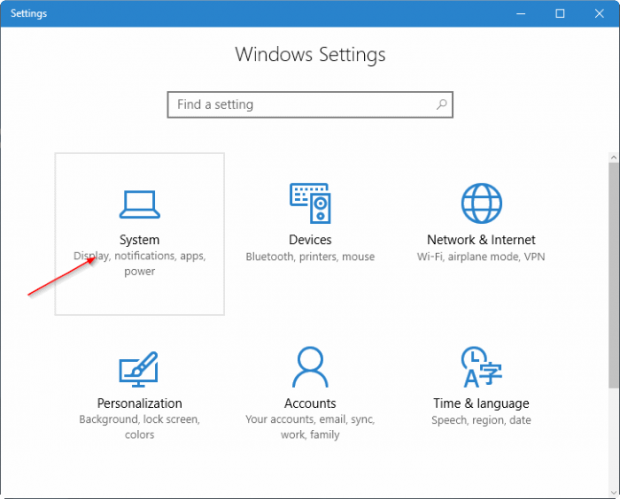 Settings
Windows Settings
Find a setting
System
Display, notifications, apps,
power
Devices
Bluetooth, printers, mouse
Network & Internet
Wi-Fi, airplane mode, VPN
Personalization
Background, lock screen,
colors
Accounts
Your accounts, email, sync,
work, family
A字
Time & language
Speech, region, date